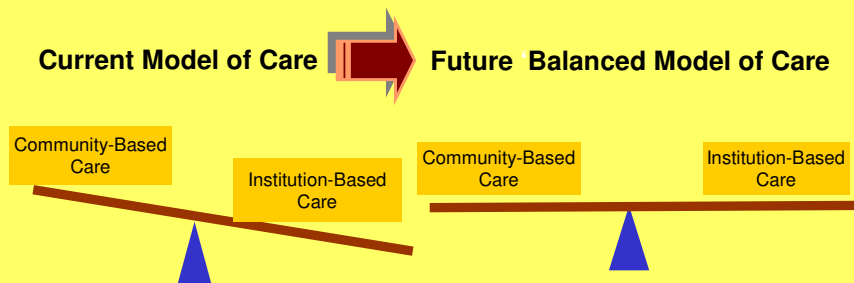 Current Model of Care
Future Balanced Model of Care
Community-Based
Care
Institution-Based
Care
Community-Based
Care
Institution-Based
Care